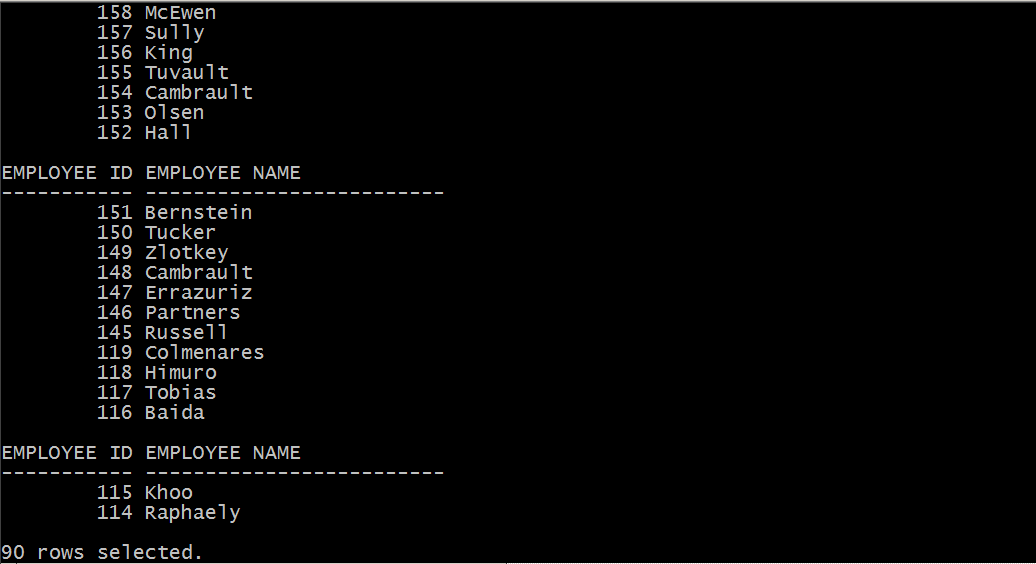 158 McEwen
157 Sully
156 King
155 Tuvault
154 Cambrault
153 Olsen
152 Hall
EMPLOYEE ID EMPLOYEE NAME
----------- -------------------------
151 Bernstein
150 Tucker
149 Zlotkey
148 Cambrault
147 Errazuriz
146 Partners
145 Russell
119 Colmenares
118 Himuro
117 Tobias
116 Baida
EMPLOYEE ID EMPLOYEE NAME
----------- -------------------------
115 Khoo
114 Raphaely
90 rows selected.